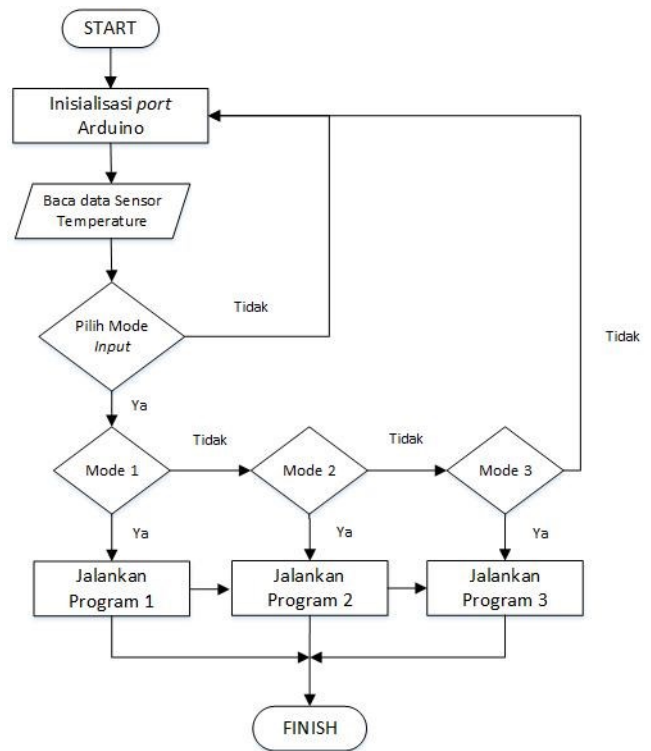 START
Inisialisasi port
Arduino
Baca data Sensor
Temperature
Tidak
Pilih Mode
Input
Tidak
Ya
Tidak
Tidak
Mode 1
Mode 2
Mode 3
Ya
Ya
Ya
Jalankan
Program 1
Jalankan
Program 2
Jalankan
Program 3
FINISH